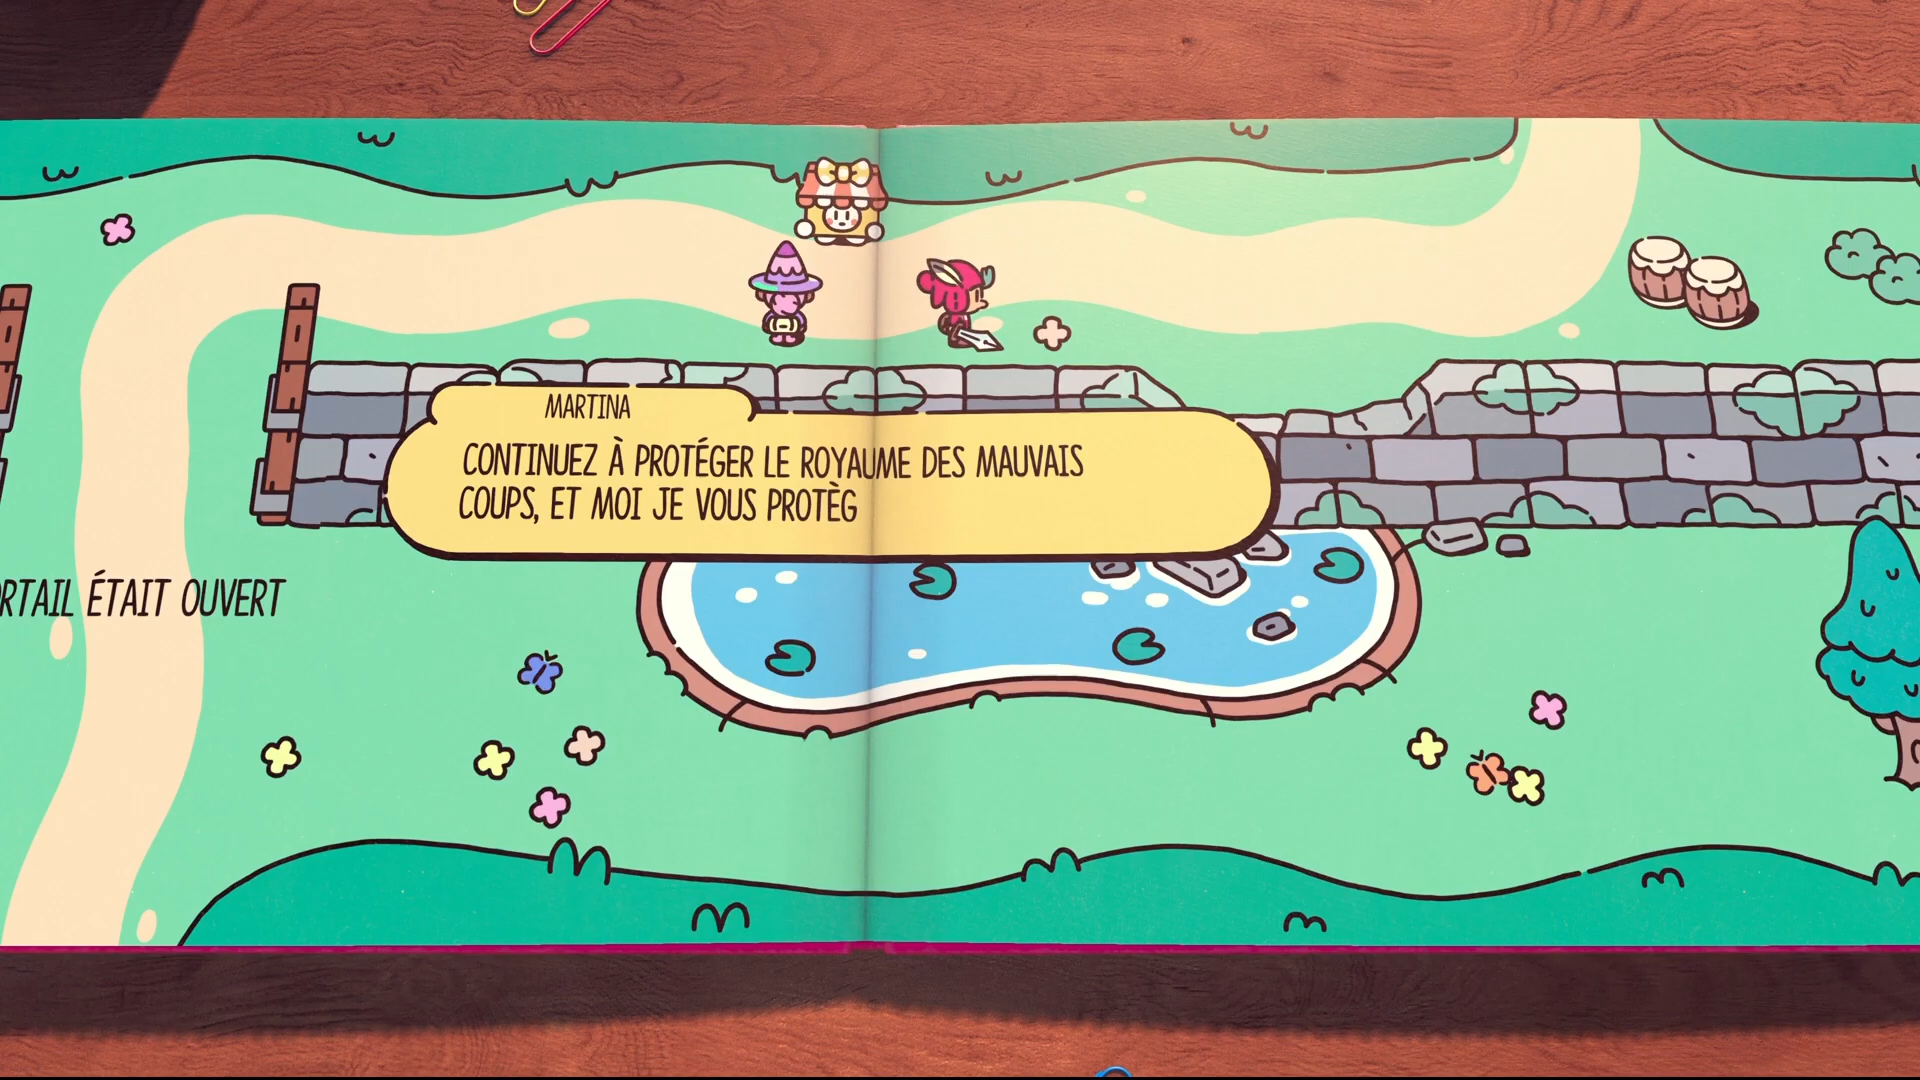 MARTINA
CONTINUEZ À PROTÉGER LE ROYAUME DES MAUVAIS
COUPS, ET MOI JE VOUS PROTÈG
RTAIL ÉTAIT OUVERT